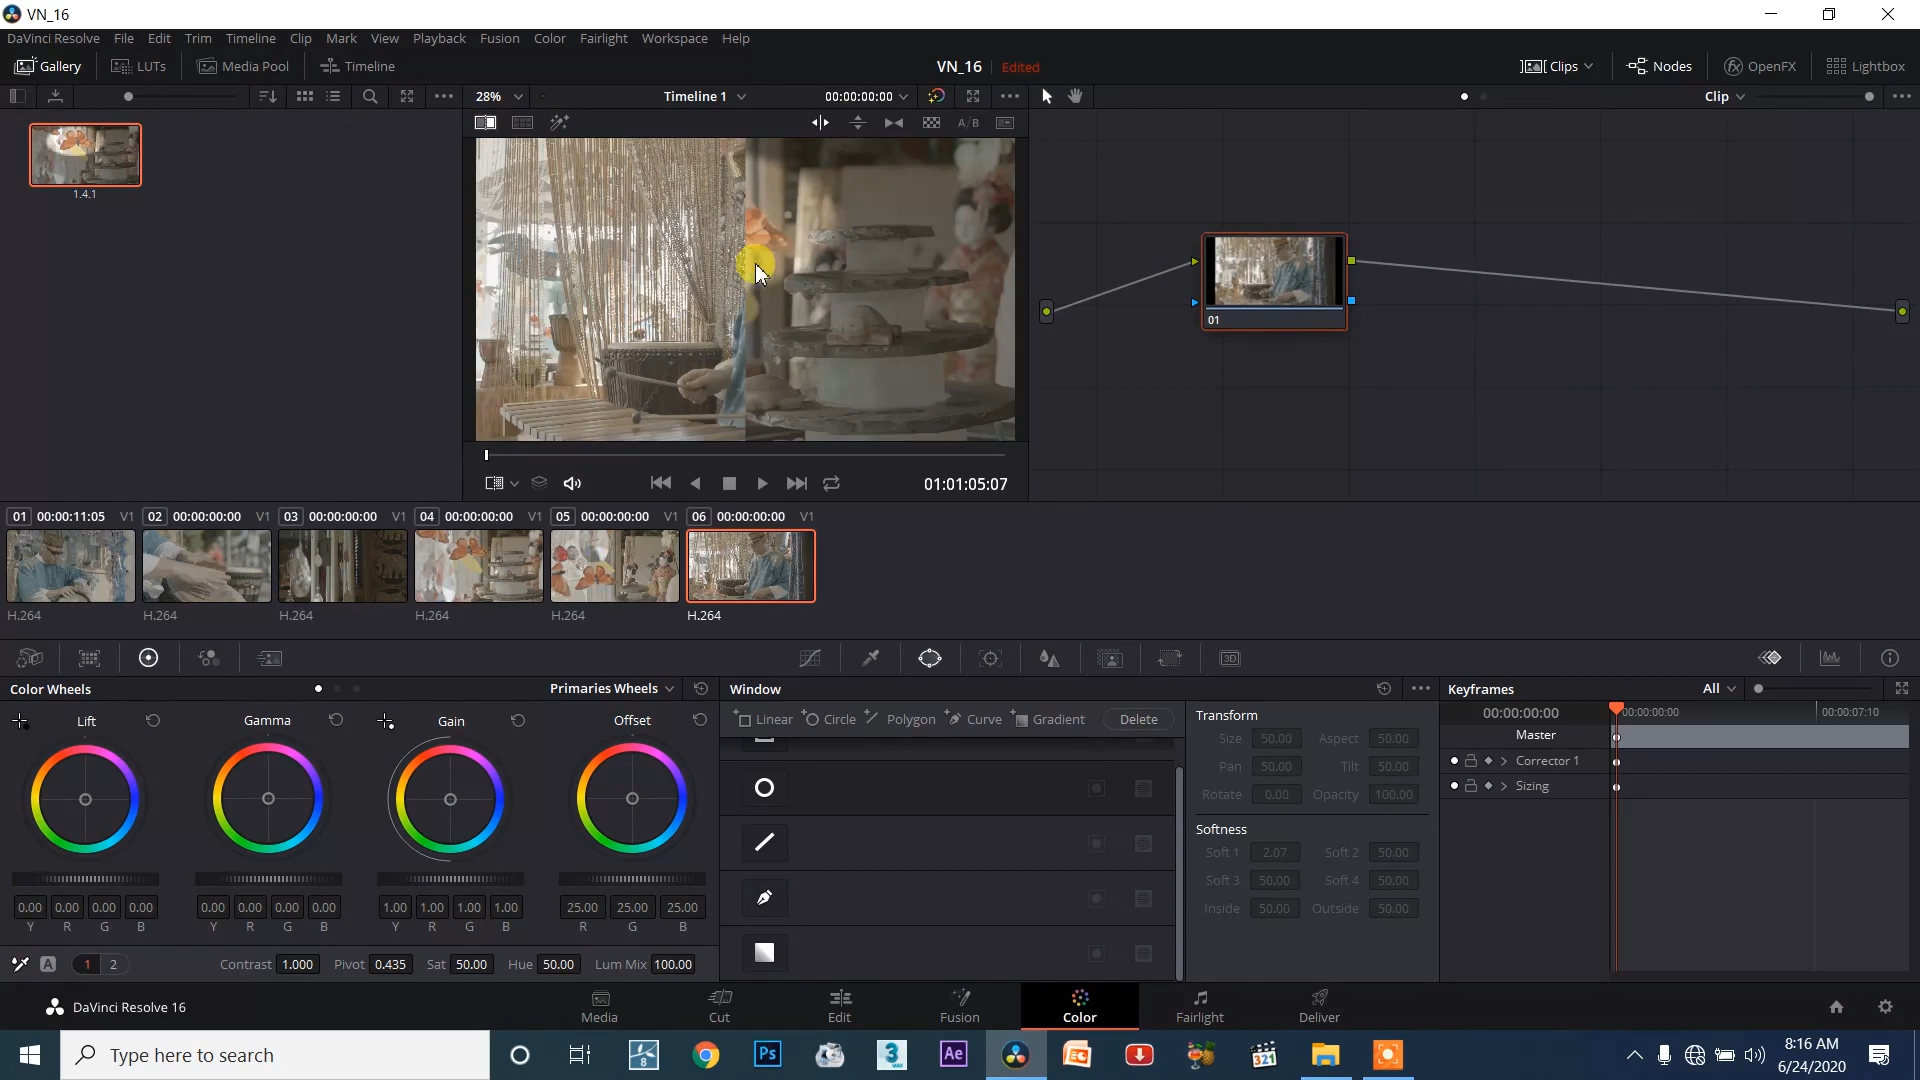 VN_16
DaVinci Resolve File Edit Trim Timeline Clip Mark View Playback Fusion Color Fairlight Workspace Help
Gallery LUTs Media Pool Timeline VN_16 Edited Clips Nodes OpenFX Lightbox
28% Timeline 1 00:00:00:00 Clip
A/B
1.4.1
01
01:01:05:07
01 00:00:11:05 V1 02 00:00:00:00 V1 03 00:00:00:00 V1 04 00:00:00:00 V1 05 00:00:00:00 V1 06 00:00:00:00 V1
H.264 H.264 H.264 H.264 H.264 H.264
3D
Color Wheels Primaries Wheels Window Keyframes All
Lift Gamma Gain Offset
Linear Circle Polygon Curve Gradient Delete
Transform
Size 50.00 Aspect 50.00
Pan 50.00 Tilt 50.00
Rotate 0.00 Opacity 100.00
Softness
Soft 1 2.07 Soft 2 50.00
Soft 3 50.00 Soft 4 50.00
Inside 50.00 Outside 50.00
00:00:00:00 00:00:00:00 00:00:07:10
Master
Corrector 1
Sizing
0.00 0.00 0.00 0.00 0.00 0.00 0.00 0.00 1.00 1.00 1.00 1.00 25.00 25.00 25.00
Y R G B Y R G B Y R G B R G B
A 1 2 Contrast 1.000 Pivot 0.435 Sat 50.00 Hue 50.00 Lum Mix 100.00
DaVinci Resolve 16 Media Cut Edit Fusion Color Fairlight Deliver
Type here to search
8
Ps
3
MAX
Ae
321
8:16 AM
6/24/2020